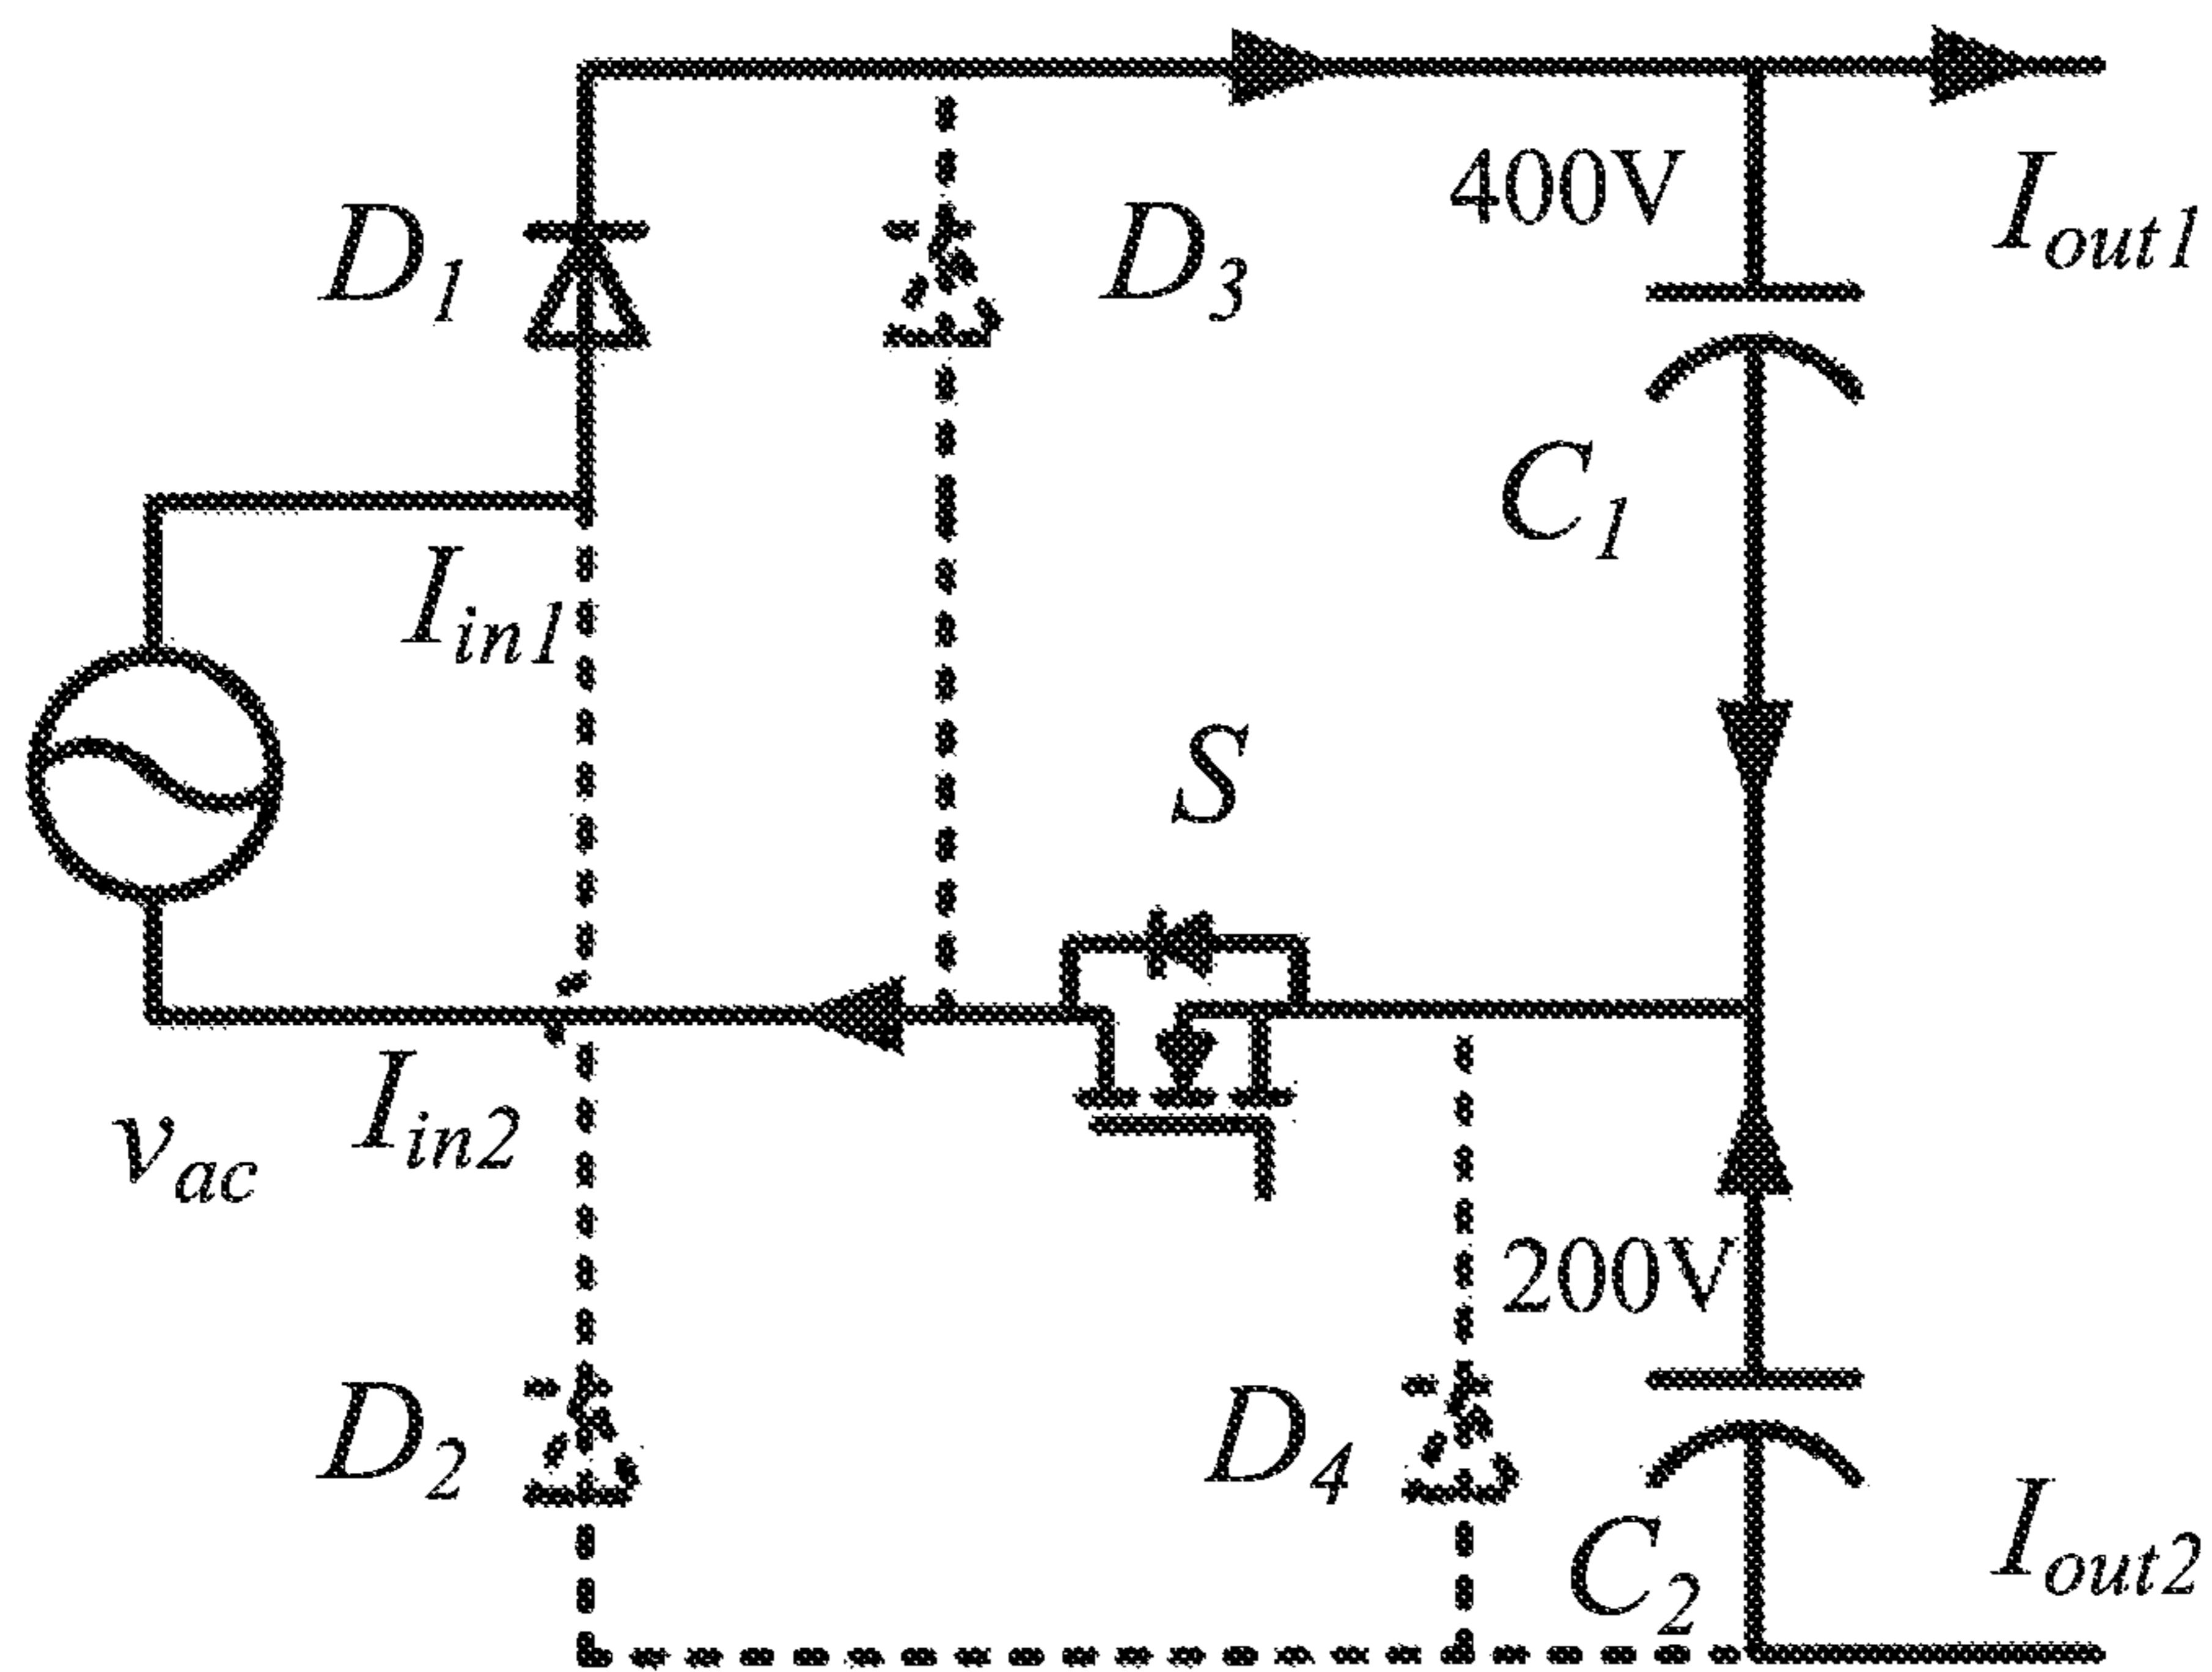 400V
I_out1
D_1
D_3
C_1
I_in1
S
v_ac
I_in2
200V
D_2
D_4
C_2
I_out2